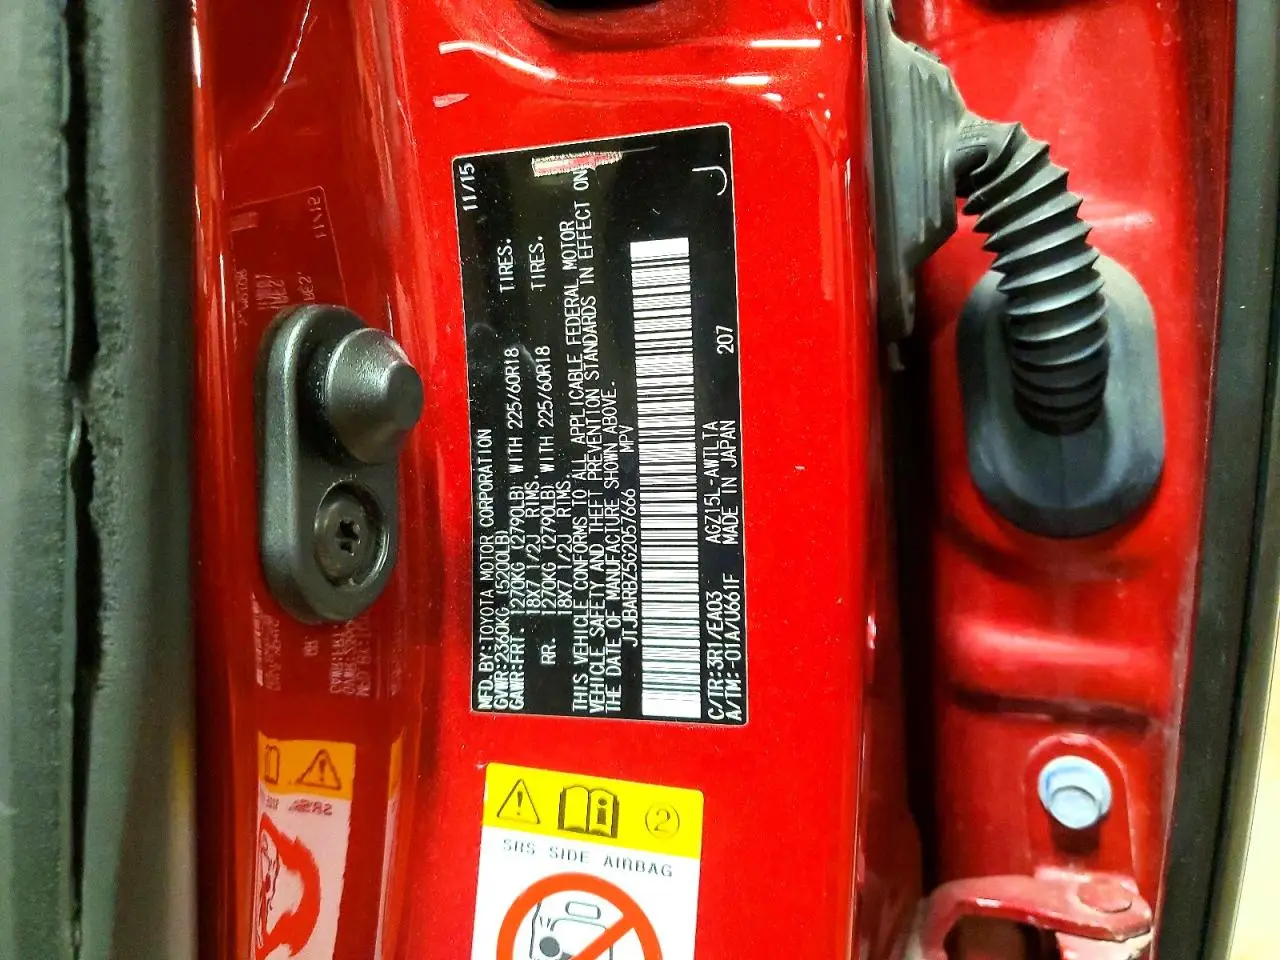 MFD.BY:TOYOTA MOTOR CORPORATION 11/15
GVWR:2360KG (5200LB)
GAWR:FRT. 1270KG (2790LB) WITH 225/60R18 TIRES.
18X7 1/2J RIMS.
RR. 1270KG (2790LB) WITH 225/60R18 TIRES.
18X7 1/2J RIMS.
THIS VEHICLE CONFORMS TO ALL APPLICABLE FEDERAL MOTOR
VEHICLE SAFETY AND THEFT PREVENTION STANDARDS IN EFFECT ON
THE DATE OF MANUFACTURE SHOWN ABOVE.
JTJBARBZ5G2057666 MPV
C/TR:3R1/EA03 AGZ15L-AWTLTA 207
A/TM:-01A/U661F MADE IN JAPAN J
2
SRS SIDE AIRBAG